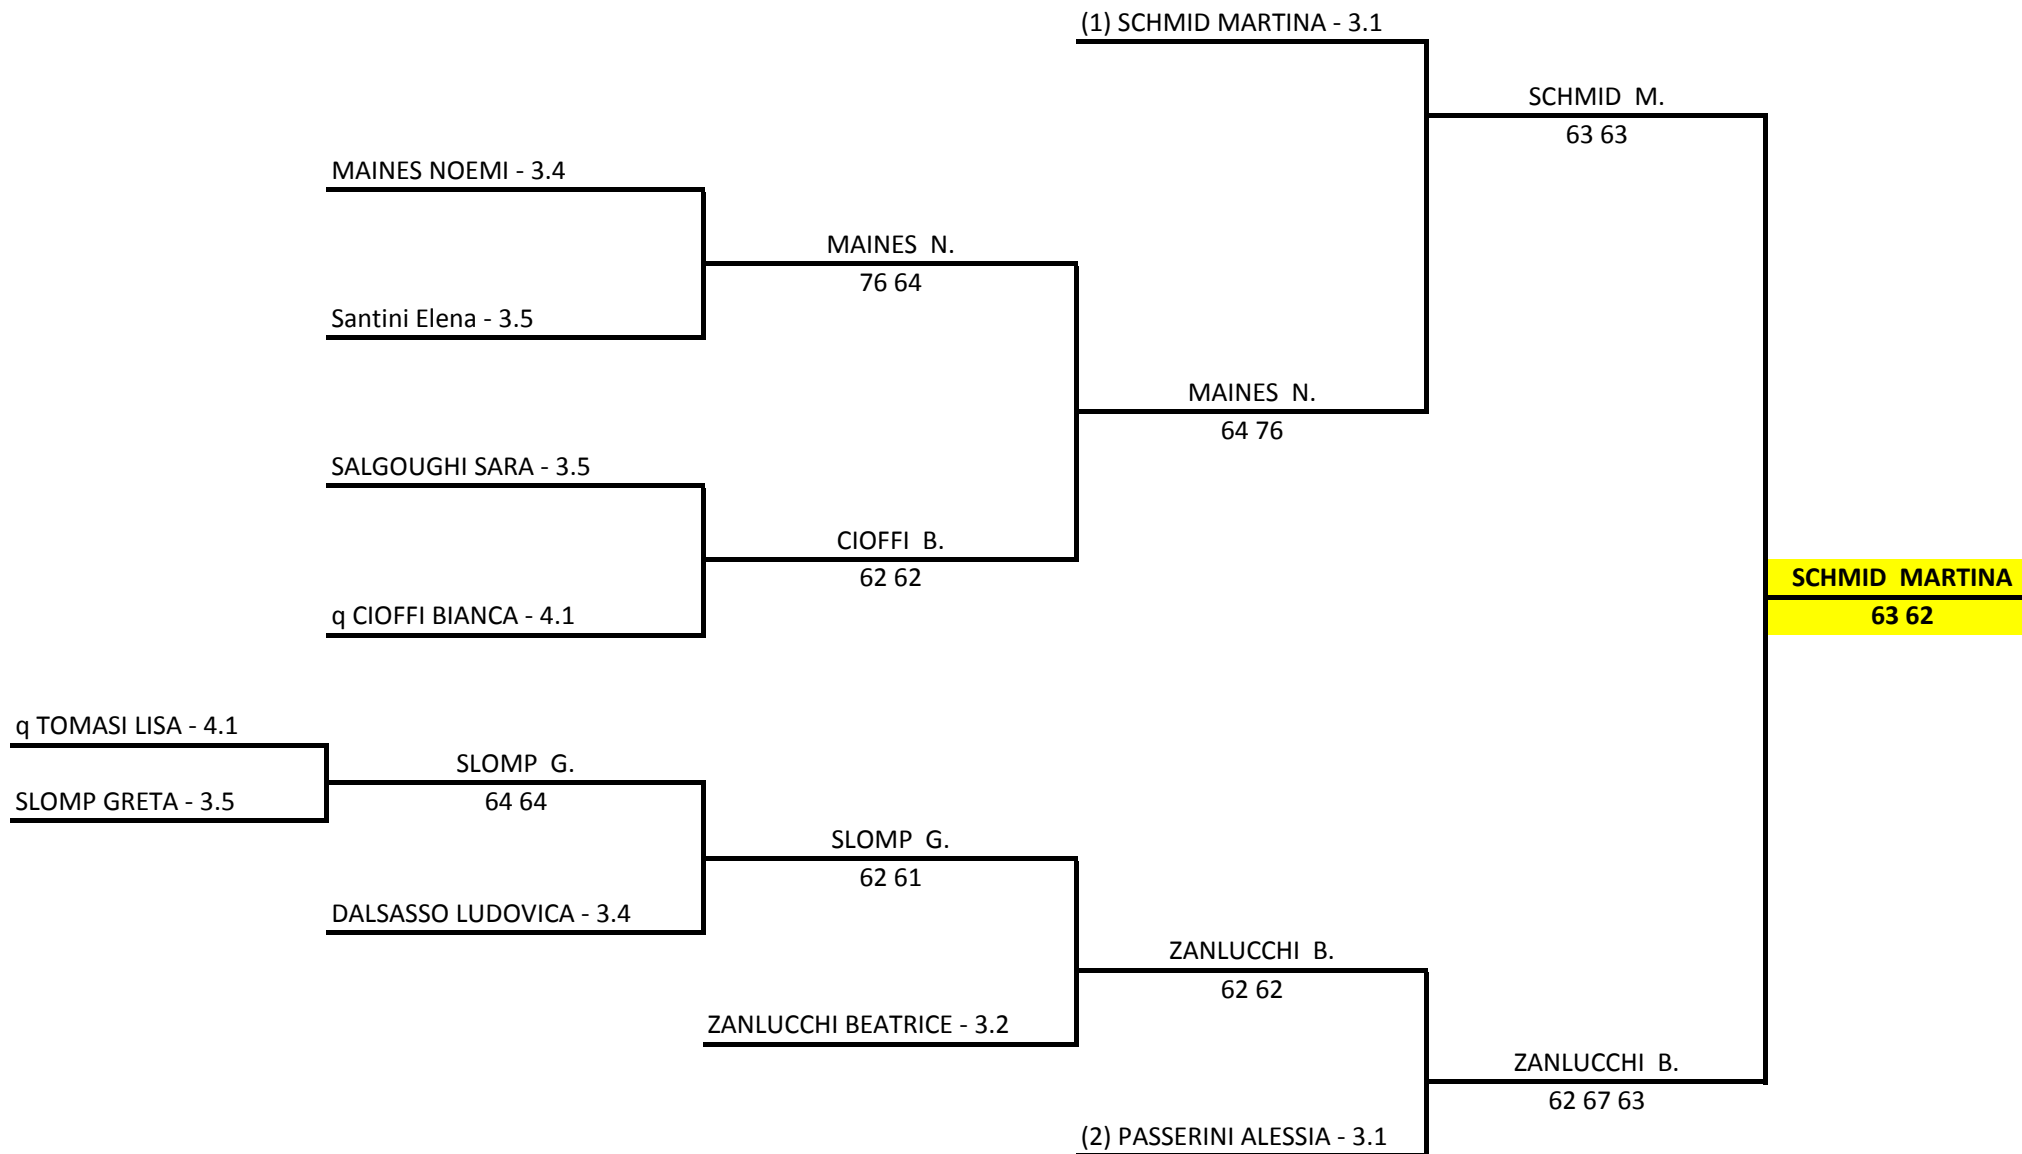 (1) SCHMID MARTINA - 3.1
SCHMID M.
63 63
MAINES NOEMI - 3.4
MAINES N.
76 64
Santini Elena - 3.5
MAINES N.
64 76
SALGOUGHI SARA - 3.5
CIOFFI B.
62 62
SCHMID MARTINA
63 62
q CIOFFI BIANCA - 4.1
q TOMASI LISA - 4.1
SLOMP G.
64 64
SLOMP GRETA - 3.5
SLOMP G.
62 61
DALSASSO LUDOVICA - 3.4
ZANLUCCHI B.
62 62
ZANLUCCHI BEATRICE - 3.2
ZANLUCCHI B.
62 67 63
(2) PASSERINI ALESSIA - 3.1